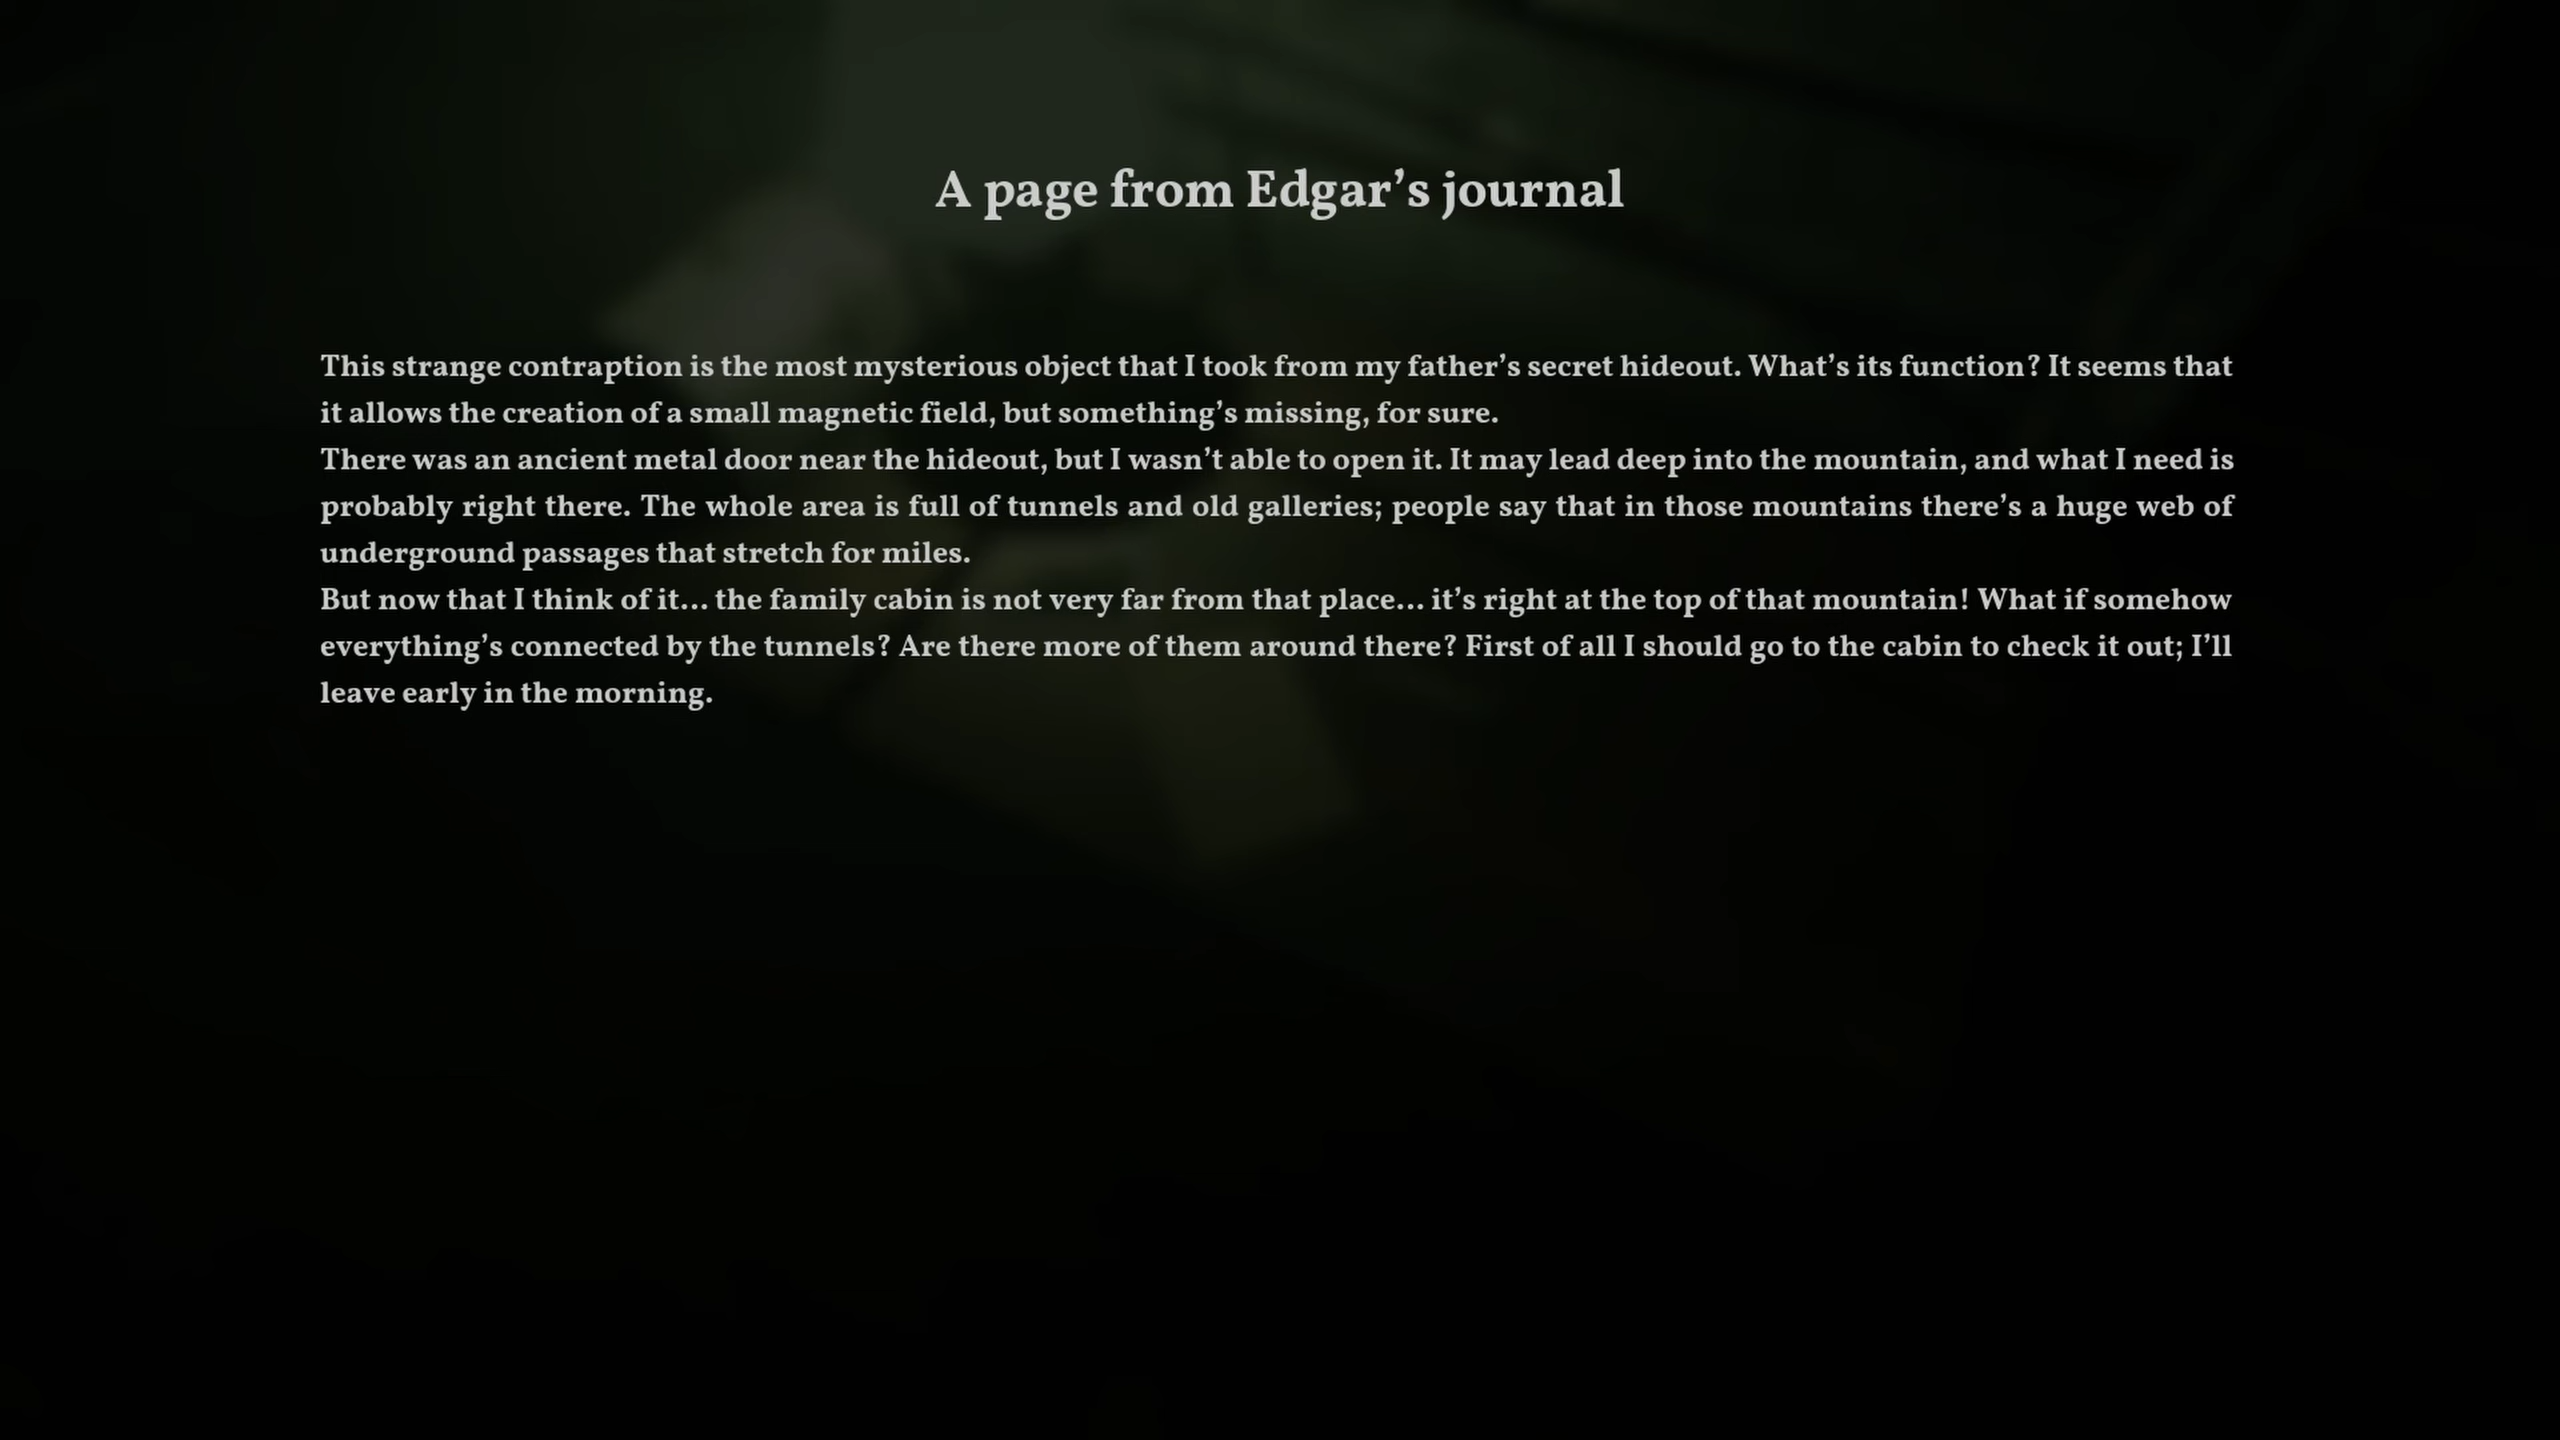 A page from Edgar’s journal
This strange contraption is the most mysterious object that I took from my father’s secret hideout. What’s its function? It seems that
it allows the creation of a small magnetic field, but something’s missing, for sure.
There was an ancient metal door near the hideout, but I wasn’t able to open it. It may lead deep into the mountain, and what I need is
probably right there. The whole area is full of tunnels and old galleries; people say that in those mountains there’s a huge web of
underground passages that stretch for miles.
But now that I think of it... the family cabin is not very far from that place... it’s right at the top of that mountain! What if somehow
everything’s connected by the tunnels? Are there more of them around there? First of all I should go to the cabin to check it out; I’ll
leave early in the morning.